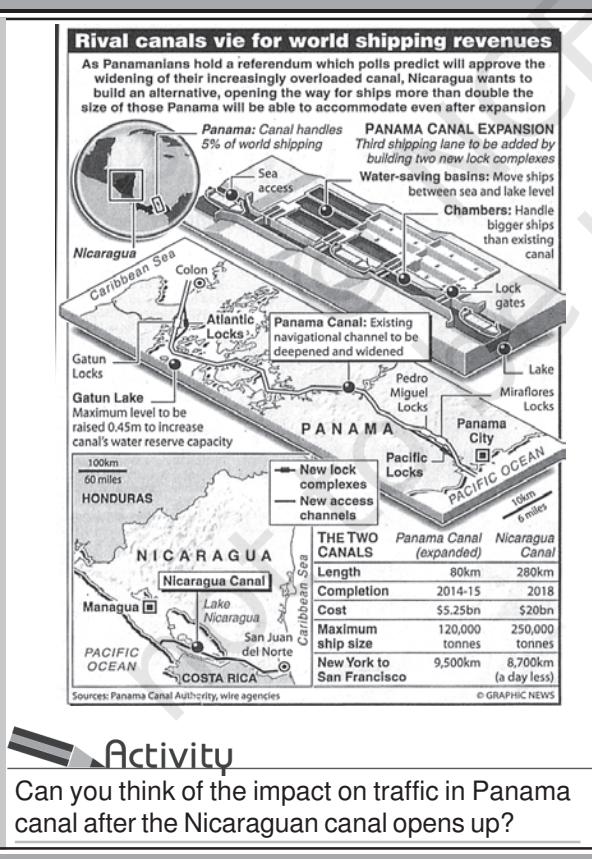 Rival canals vie for world shipping revenues
As Panamanians hold a referendum which polls predict will approve the
widening of their increasingly overloaded canal, Nicaragua wants to
build an alternative, opening the way for ships more than double the
size of those Panama will be able to accommodate even after expansion
Panama: Canal handles
5% of world shipping
PANAMA CANAL EXPANSION
Third shipping lane to be added by
building two new lock complexes
Water-saving basins: Move ships
between sea and lake level
Sea
access
Chambers: Handle
bigger ships
than existing
canal
Nicaragua
Caribbean Sea
Colon
Lock
gates
Atlantic
Locks
Panama Canal: Existing
navigational channel to be
deepened and widened
Gatun
Locks
Lake
Gatun Lake
Maximum level to be
raised 0.45m to increase
canal's water reserve capacity
Pedro
Miguel
Locks
Miraflores
Locks
PANAMA
Panama
City
Pacific
Locks
PACIFIC OCEAN
10km
6 miles
100km
60 miles
HONDURAS
New lock
complexes
New access
channels
NICARAGUA
Nicaragua Canal
Caribbean Sea
Managua
Lake
Nicaragua
San Juan
del Norte
PACIFIC
OCEAN
COSTA RICA
THE TWO CANALS Panama Canal (expanded) Nicaragua Canal
Length 80km 280km
Completion 2014-15 2018
Cost $5.25bn $20bn
Maximum ship size 120,000 tonnes 250,000 tonnes
New York to San Francisco 9,500km 8,700km (a day less)
Sources: Panama Canal Authority, wire agencies
© GRAPHIC NEWS
Activity
Can you think of the impact on traffic in Panama
canal after the Nicaraguan canal opens up?